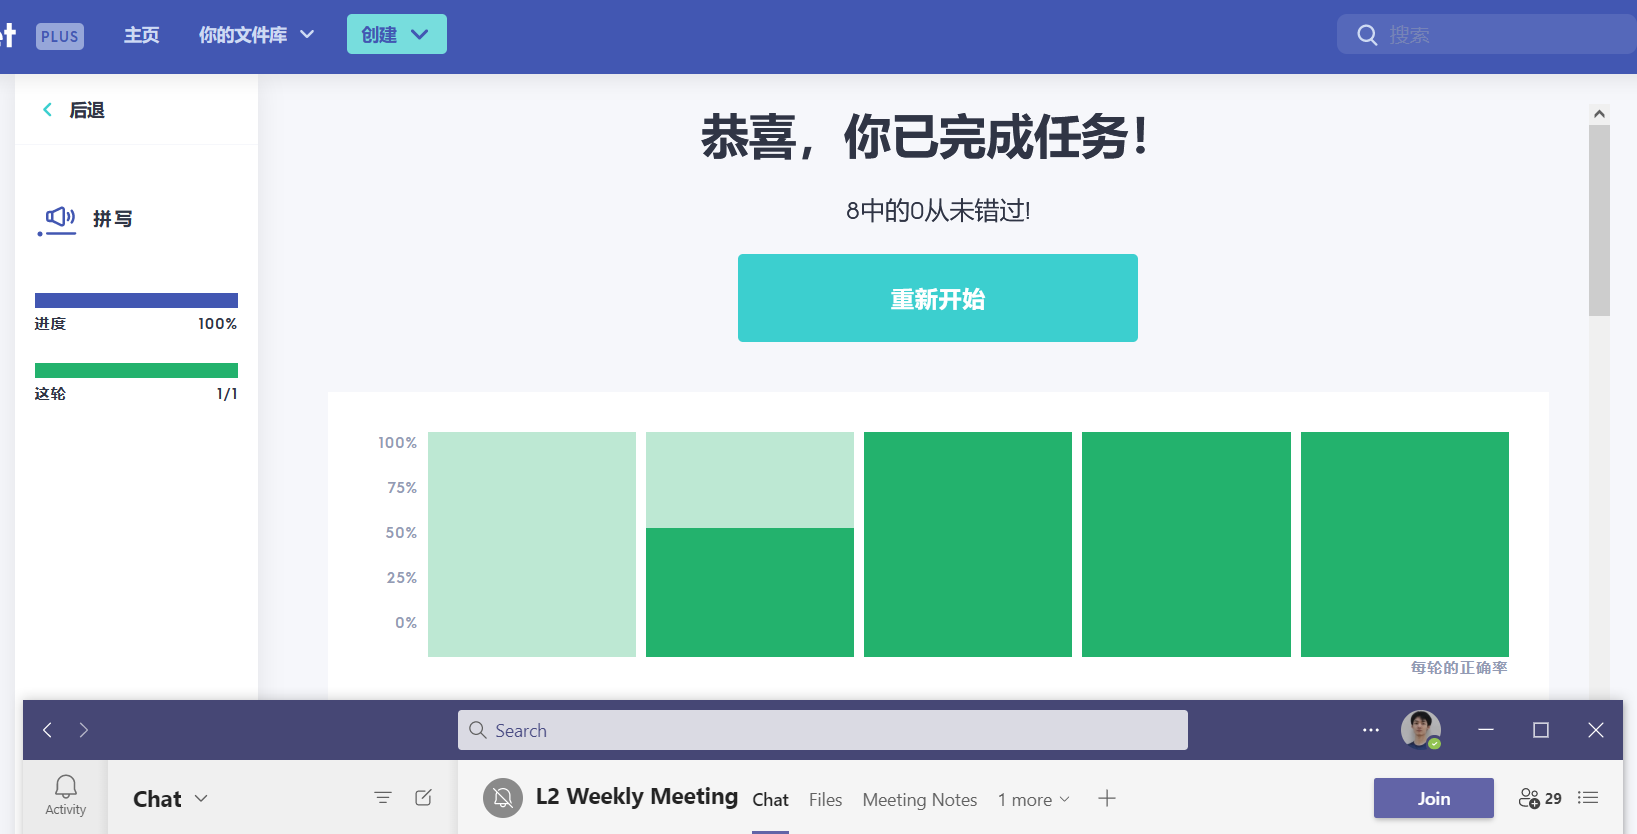 et PLUS 主页 你的文件库 创建 搜索
后退
拼写
进度 100%
这轮 1/1
恭喜，你已完成任务！
8中的0从未错过!
重新开始
100%
75%
50%
25%
0%
每轮的正确率
Search
Activity
Chat
L2 Weekly Meeting Chat Files Meeting Notes 1 more Join 29